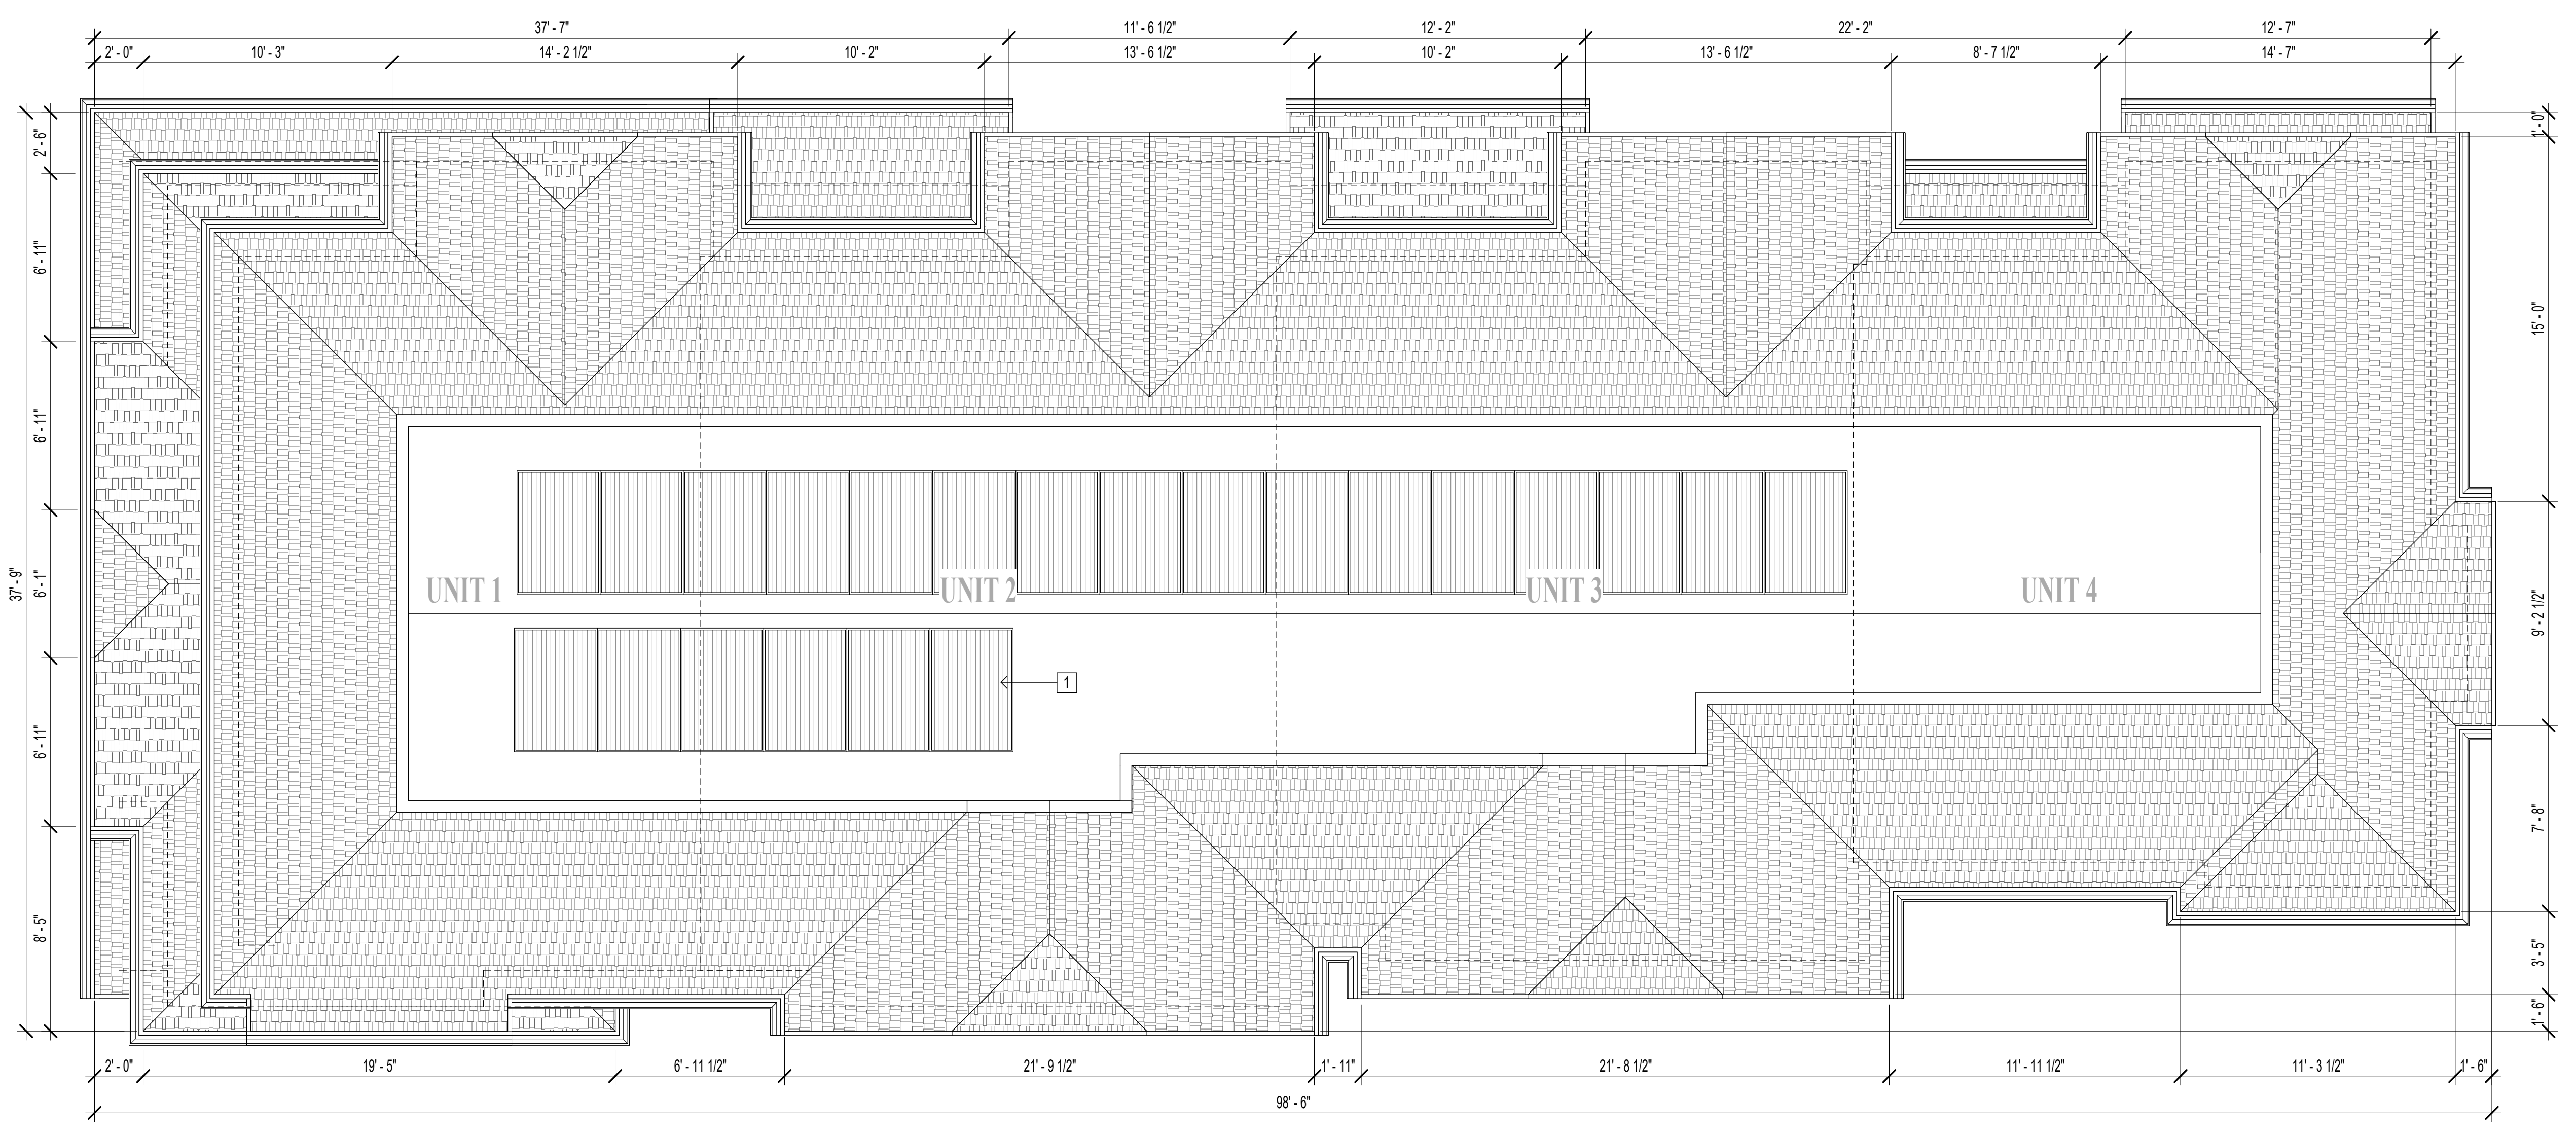 37' - 7"
11' - 6 1/2"
12' - 2"
22' - 2"
12' - 7"
2' - 0"
10' - 3"
14' - 2 1/2"
10' - 2"
13' - 6 1/2"
10' - 2"
13' - 6 1/2"
8' - 7 1/2"
14' - 7"
2' - 6"
6' - 11"
6' - 11"
6' - 1"
6' - 11"
8' - 5"
37' - 9"
UNIT 1
UNIT 2
UNIT 3
UNIT 4
1
1' - 0"
15' - 0"
9' - 2 1/2"
7' - 8"
3' - 5"
1' - 6"
2' - 0"
19' - 5"
6' - 11 1/2"
21' - 9 1/2"
1' - 11"
21' - 8 1/2"
11' - 11 1/2"
11' - 3 1/2"
1' - 6"
98' - 6"